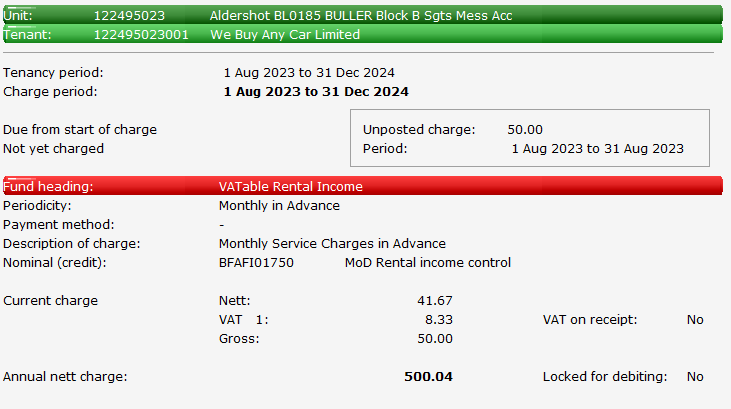 Unit: 122495023 Aldershot BL0185 BULLER Block B Sgts Mess Acc
Tenant: 122495023001 We Buy Any Car Limited
Tenancy period: 1 Aug 2023 to 31 Dec 2024
Charge period: 1 Aug 2023 to 31 Dec 2024
Due from start of charge Unposted charge: 50.00
Not yet charged Period: 1 Aug 2023 to 31 Aug 2023
Fund heading: VATable Rental Income
Periodicity: Monthly in Advance
Payment method: -
Description of charge: Monthly Service Charges in Advance
Nominal (credit): BFAFI01750 MoD Rental income control
Current charge Nett: 41.67
VAT 1: 8.33 VAT on receipt: No
Gross: 50.00
Annual nett charge: 500.04 Locked for debiting: No